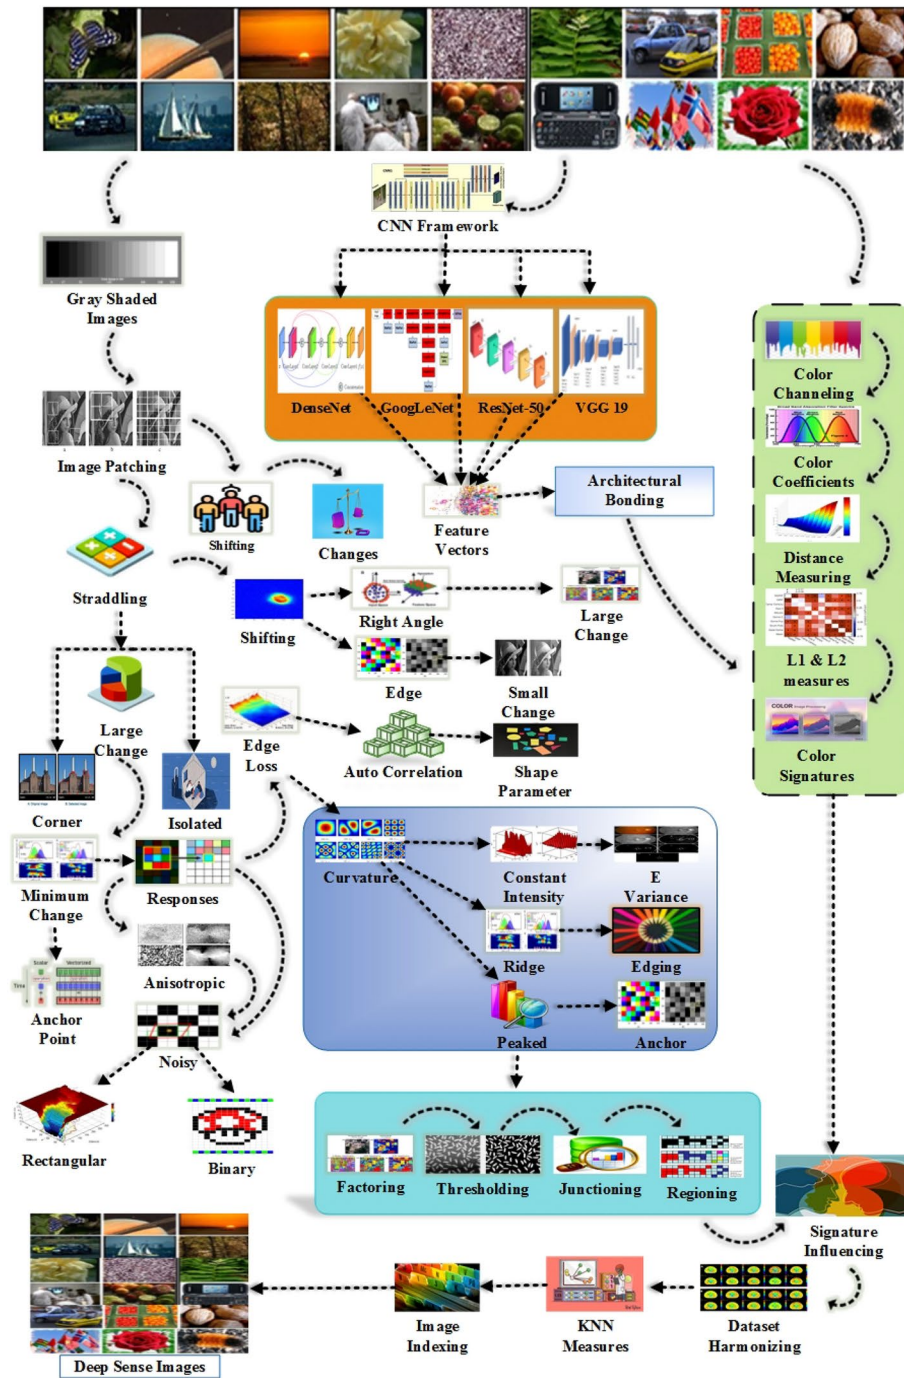 CNN Framework
Gray Shaded
Images
DenseNet
GoogLeNet
ResNet-50
VGG 19
Color
Channeling
Image Patching
a
b
c
Shifting
Changes
Feature
Vectors
Architectural
Bonding
Color
Coefficients
Distance
Measuring
Straddling
Shifting
Right Angle
Large
Change
L1 & L2
measures
Edge
Small
Change
Large
Change
Edge
Loss
Auto Correlation
Shape
Parameter
COLOR
Color
Signatures
Corner
Isolated
Curvature
Constant
Intensity
E
Variance
Minimum
Change
Responses
Ridge
Edging
Anisotropic
Scalar
Vectorized
Time
Anchor
Point
Noisy
Peaked
Anchor
Rectangular
Binary
Factoring
Thresholding
Junctioning
Regioning
Signature
Influencing
Image
Indexing
KNN
Measures
Dataset
Harmonizing
Deep Sense Images